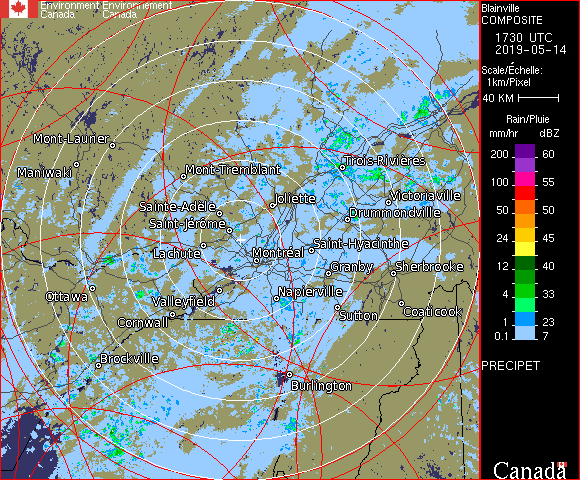 Environment Environnement
Canada Canada
Blainville
COMPOSITE
1730 UTC
2019-05-14
Scale/Échelle:
1km/Pixel
40 KM
Rain/Pluie
mm/hr dBZ
200 60
100 55
50 50
24 45
12 40
4 33
1 23
0.1 7
PRECIPET
Canada
Mont-Laurier
Maniwaki
Mont-Tremblant
Trois-Rivières
Joliette
Victoriaville
Sainte-Adèle
Drummondville
Saint-Jérôme
Saint-Hyacinthe
Lachute
Montréal
Granby
Sherbrooke
Ottawa
Valleyfield
Napierville
Sutton
Coaticook
Cornwall
Brockville
Burlington